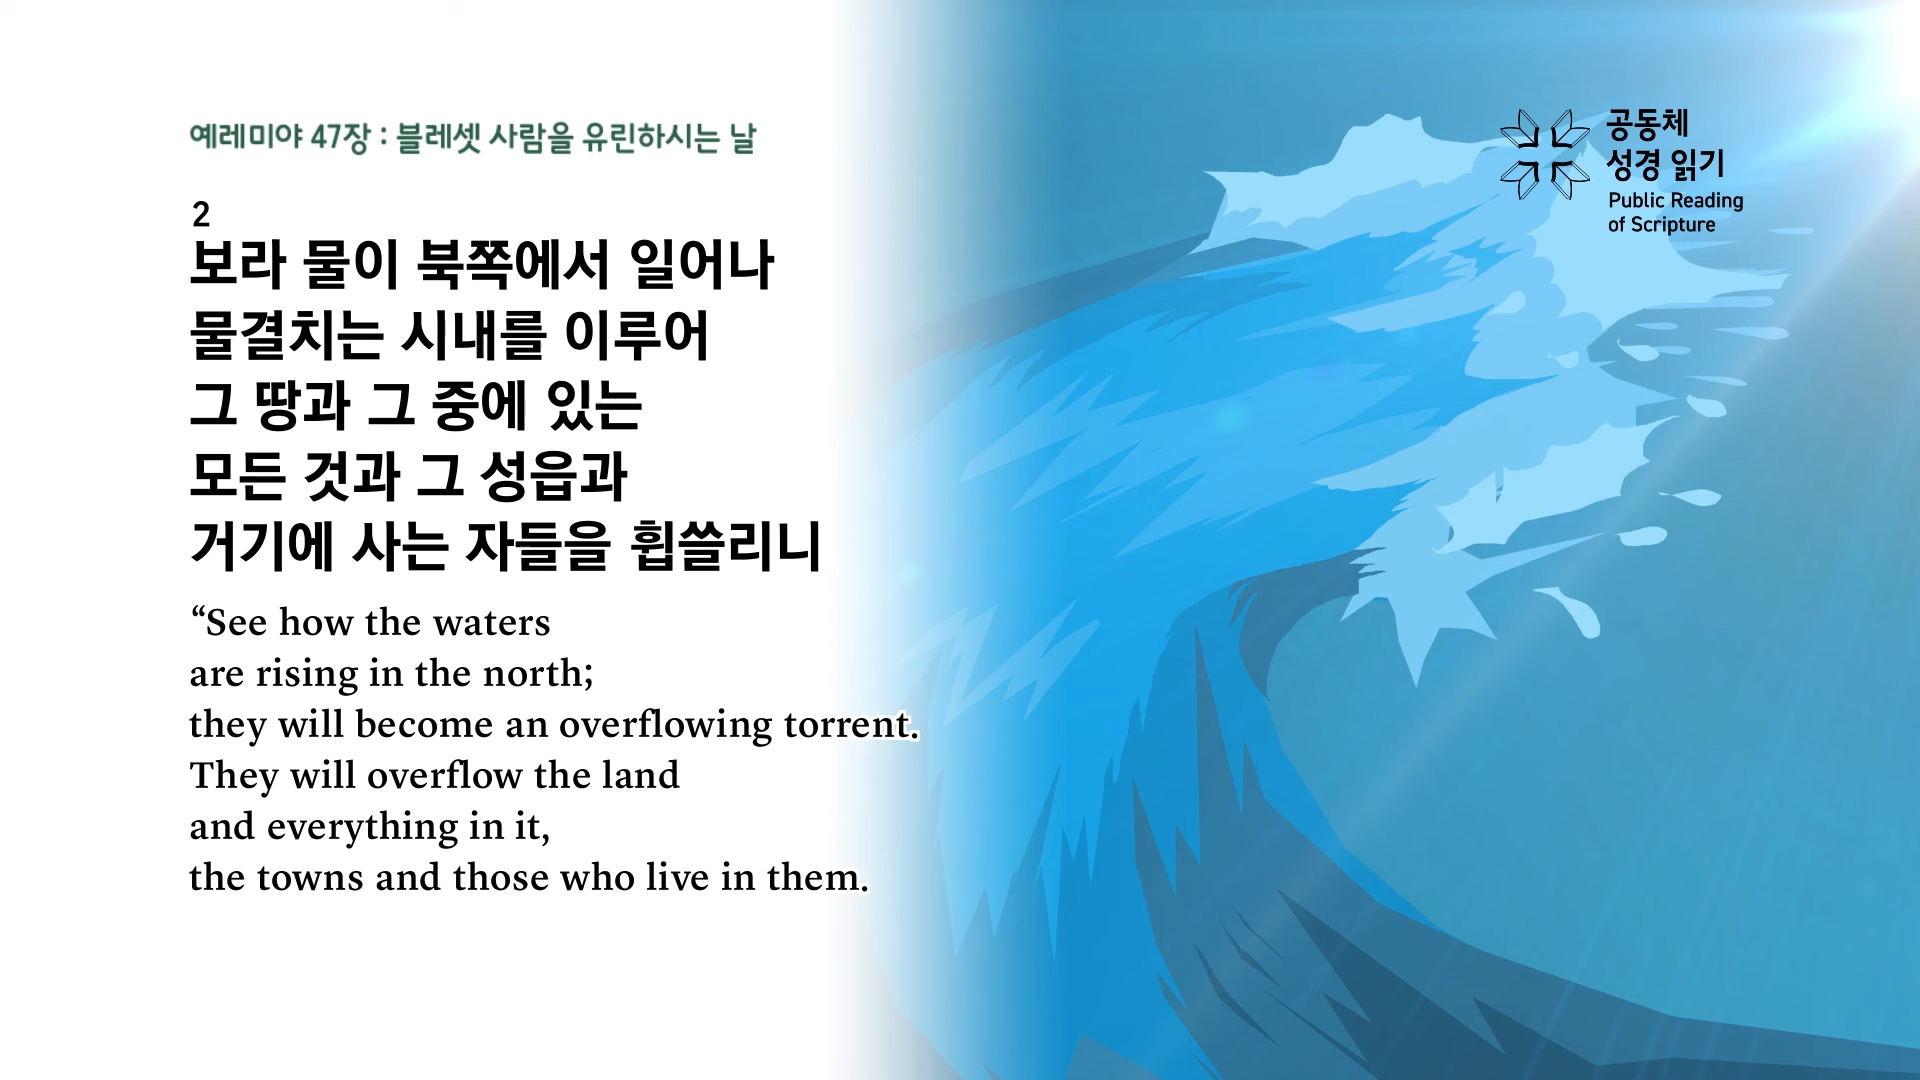 예레미야 47장 : 블레셋 사람을 유린하시는 날
공동체
성경 읽기
Public Reading
of Scripture
2
보라 물이 북쪽에서 일어나
물결치는 시내를 이루어
그 땅과 그 중에 있는
모든 것과 그 성읍과
거기에 사는 자들을 휩쓸리니
“See how the waters
are rising in the north;
they will become an overflowing torrent.
They will overflow the land
and everything in it,
the towns and those who live in them.